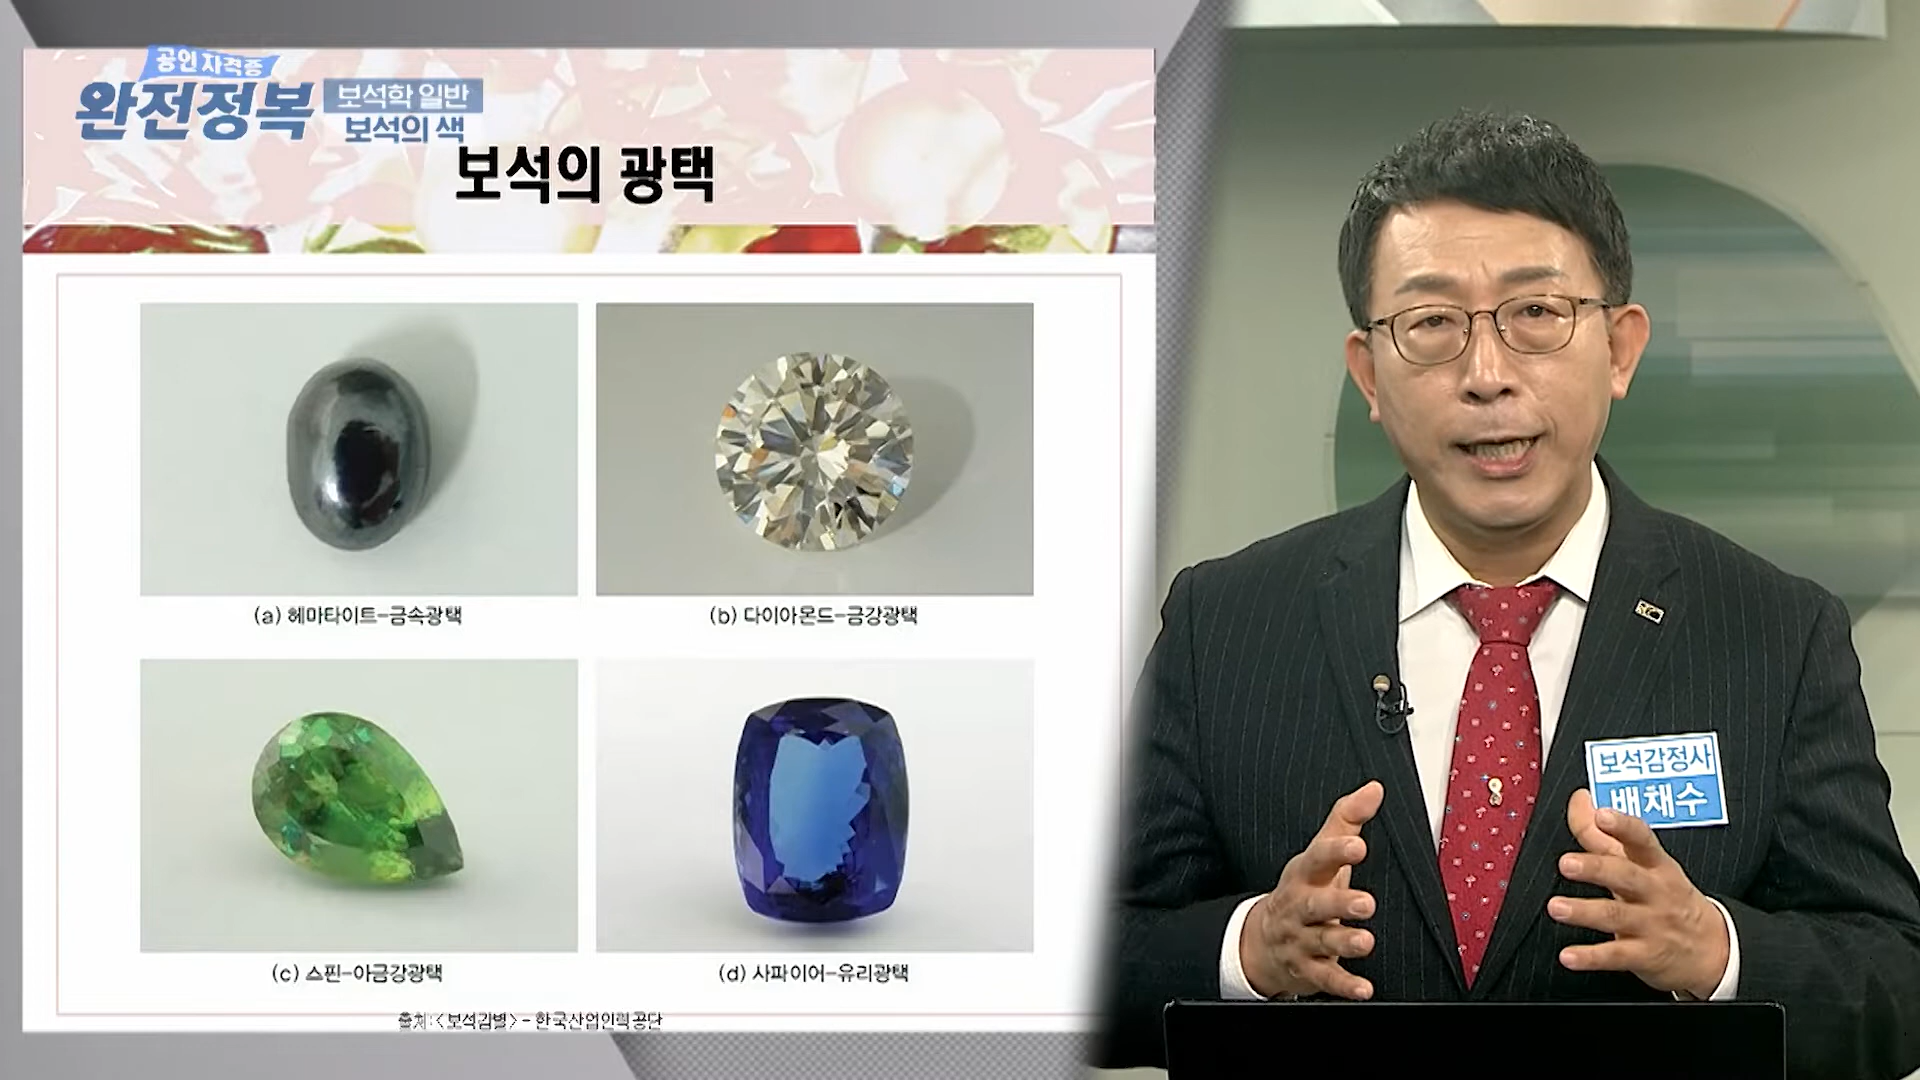 공인 자격증
완전정복
보석학 일반
보석의 색
보석의 광택
(a) 헤마타이트-금속광택
(b) 다이아몬드-금강광택
(c) 스핀-아금강광택
(d) 사파이어-유리광택
출처:<보석감별>- 한국산업인력공단
보석감정사
배채수